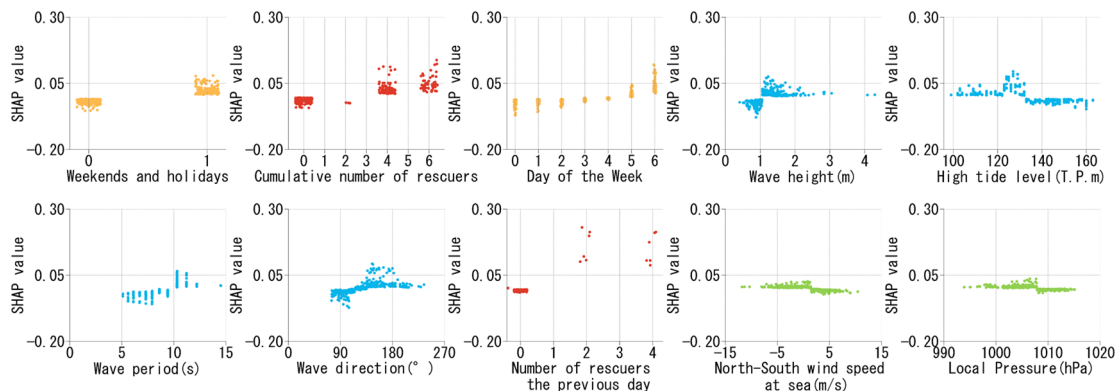 0.30 0.30 0.30 0.30 0.30
SHAP value SHAP value SHAP value SHAP value SHAP value
0.05 0.05 0.05 0.05 0.05
−0.20 −0.20 −0.20 −0.20 −0.20
0 1 0 1 2 3 4 5 6 0 1 2 3 4 5 6 0 1 2 3 4 100 120 140 160
Weekends and holidays Cumulative number of rescuers Day of the Week Wave height(m) High tide level(T.P.m)
0.30 0.30 0.30 0.30 0.30
SHAP value SHAP value SHAP value SHAP value SHAP value
0.05 0.05 0.05 0.05 0.05
−0.20 −0.20 −0.20 −0.20 −0.20
0 5 10 15 0 90 180 270 0 1 2 3 4 −15 −5 5 15 990 1000 1010 1020
Wave period(s) Wave direction(°) Number of rescuers North-South wind speed Local Pressure(hPa)
the previous day at sea(m/s)